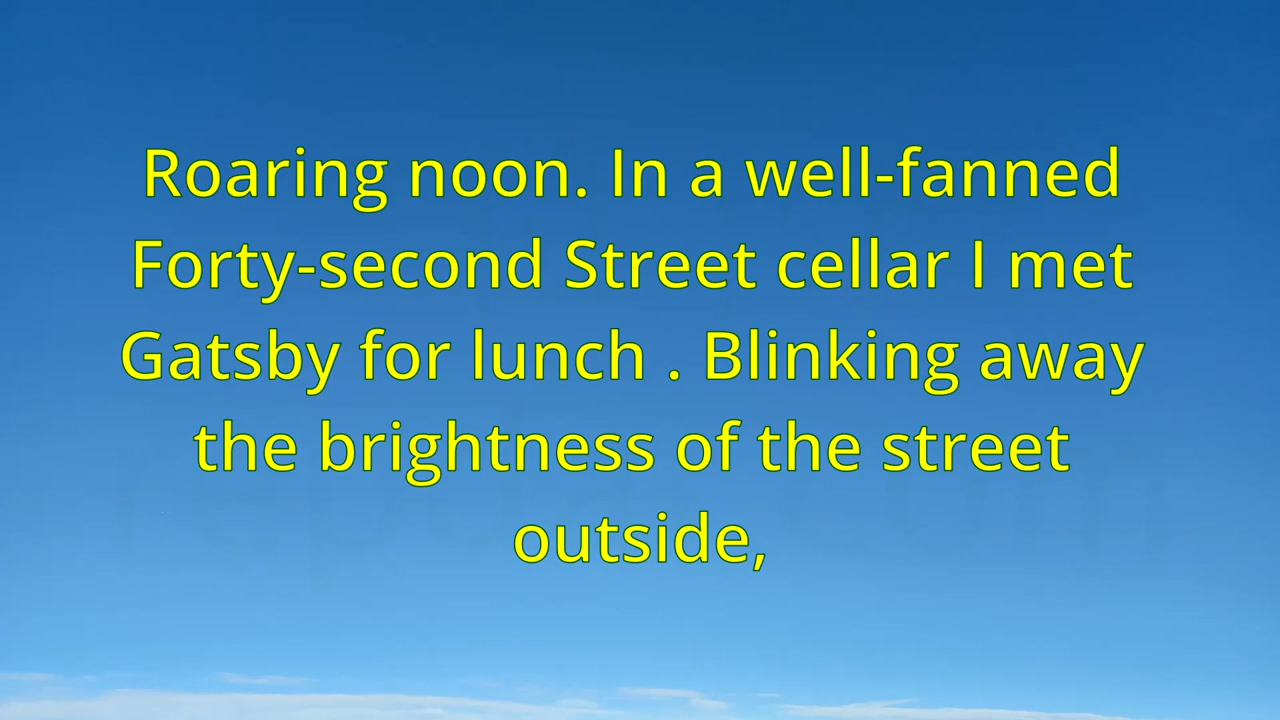 Roaring noon. In a well-fanned
Forty-second Street cellar I met
Gatsby for lunch . Blinking away
the brightness of the street
outside,